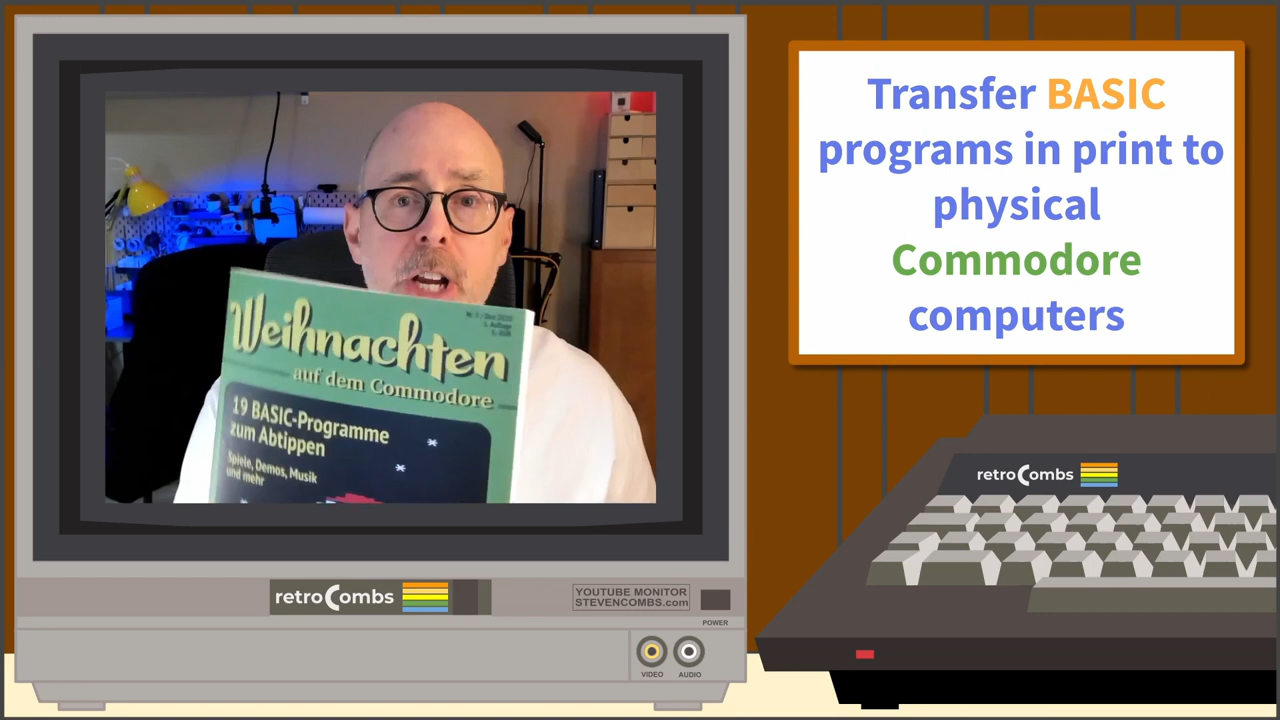 Transfer BASIC
programs in print to
physical
Commodore
computers
Weihnachten
auf dem Commodore
19 BASIC-Programme
zum Abtippen
Spiele, Demos, Musik
und mehr
retroCombs
retroCombs
YOUTUBE MONITOR
STEVENCOMBS.com
POWER
VIDEO
AUDIO